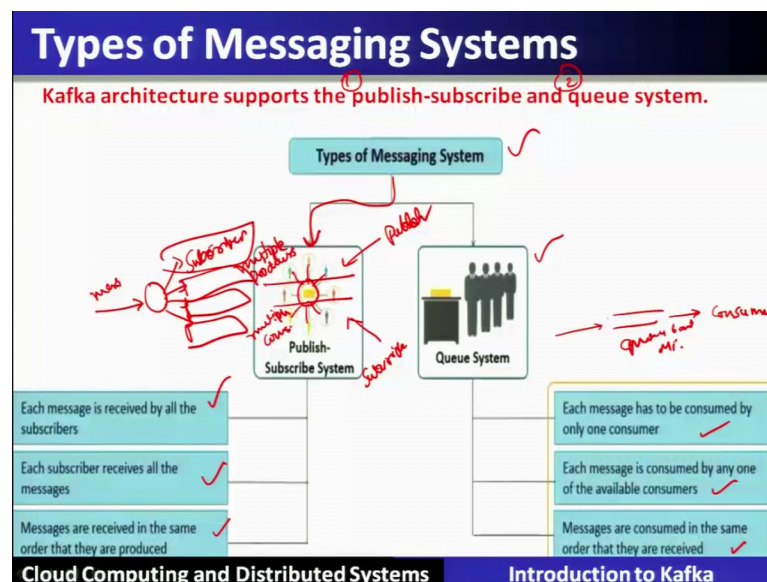 Types of Messaging Systems
1 2
Kafka architecture supports the publish-subscribe and queue system.
Types of Messaging System
Publish
Subscriber
multiple
mess
multiple
Subscribe
Publish-
Subscribe System
Queue System
Consumer
Each message is received by all the
subscribers
Each subscriber receives all the
messages
Messages are received in the same
order that they are produced
Each message has to be consumed by
only one consumer
Each message is consumed by any one
of the available consumers
Messages are consumed in the same
order that they are received
Cloud Computing and Distributed Systems
Introduction to Kafka